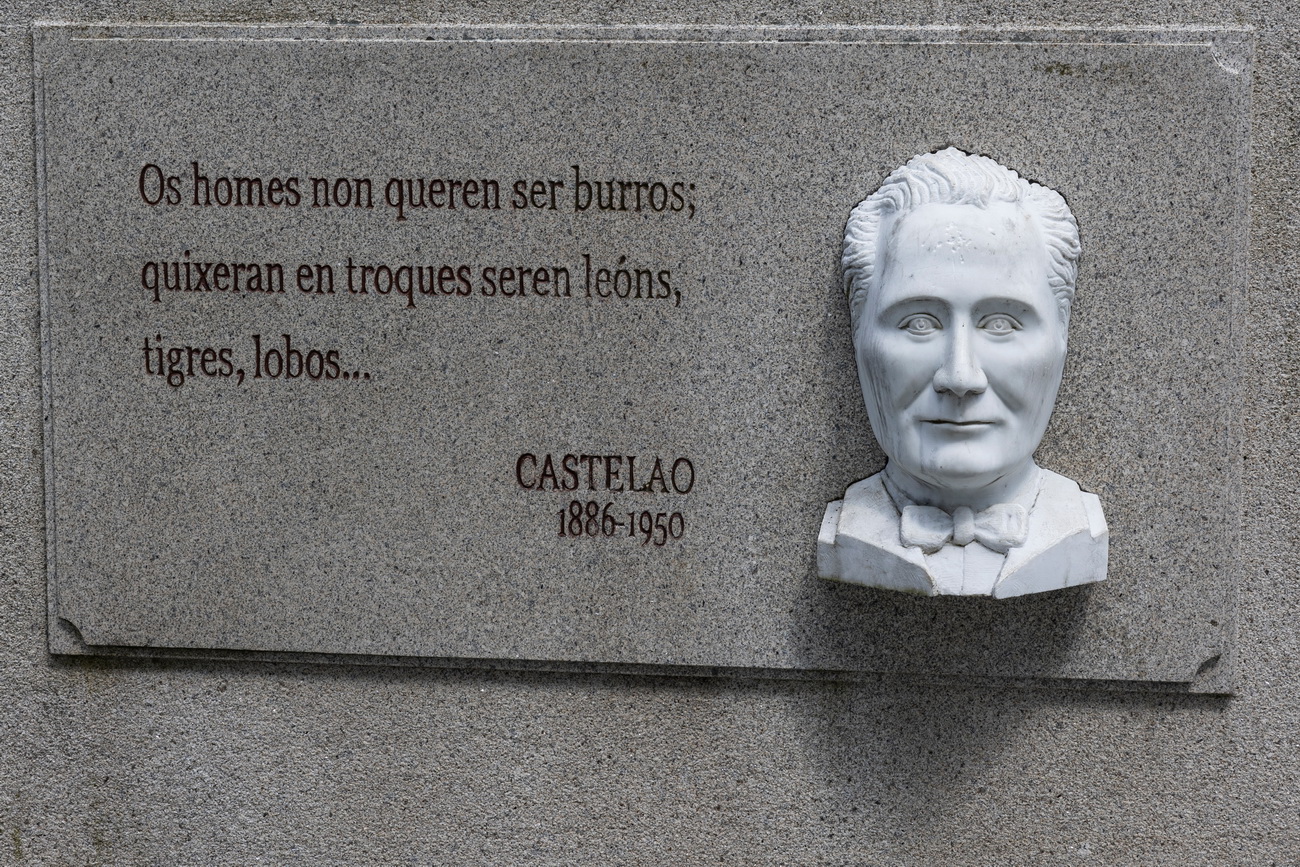 Os homes non queren ser burros;
quixeran en troques seren leóns,
tigres, lobos...
CASTELAO
1886-1950